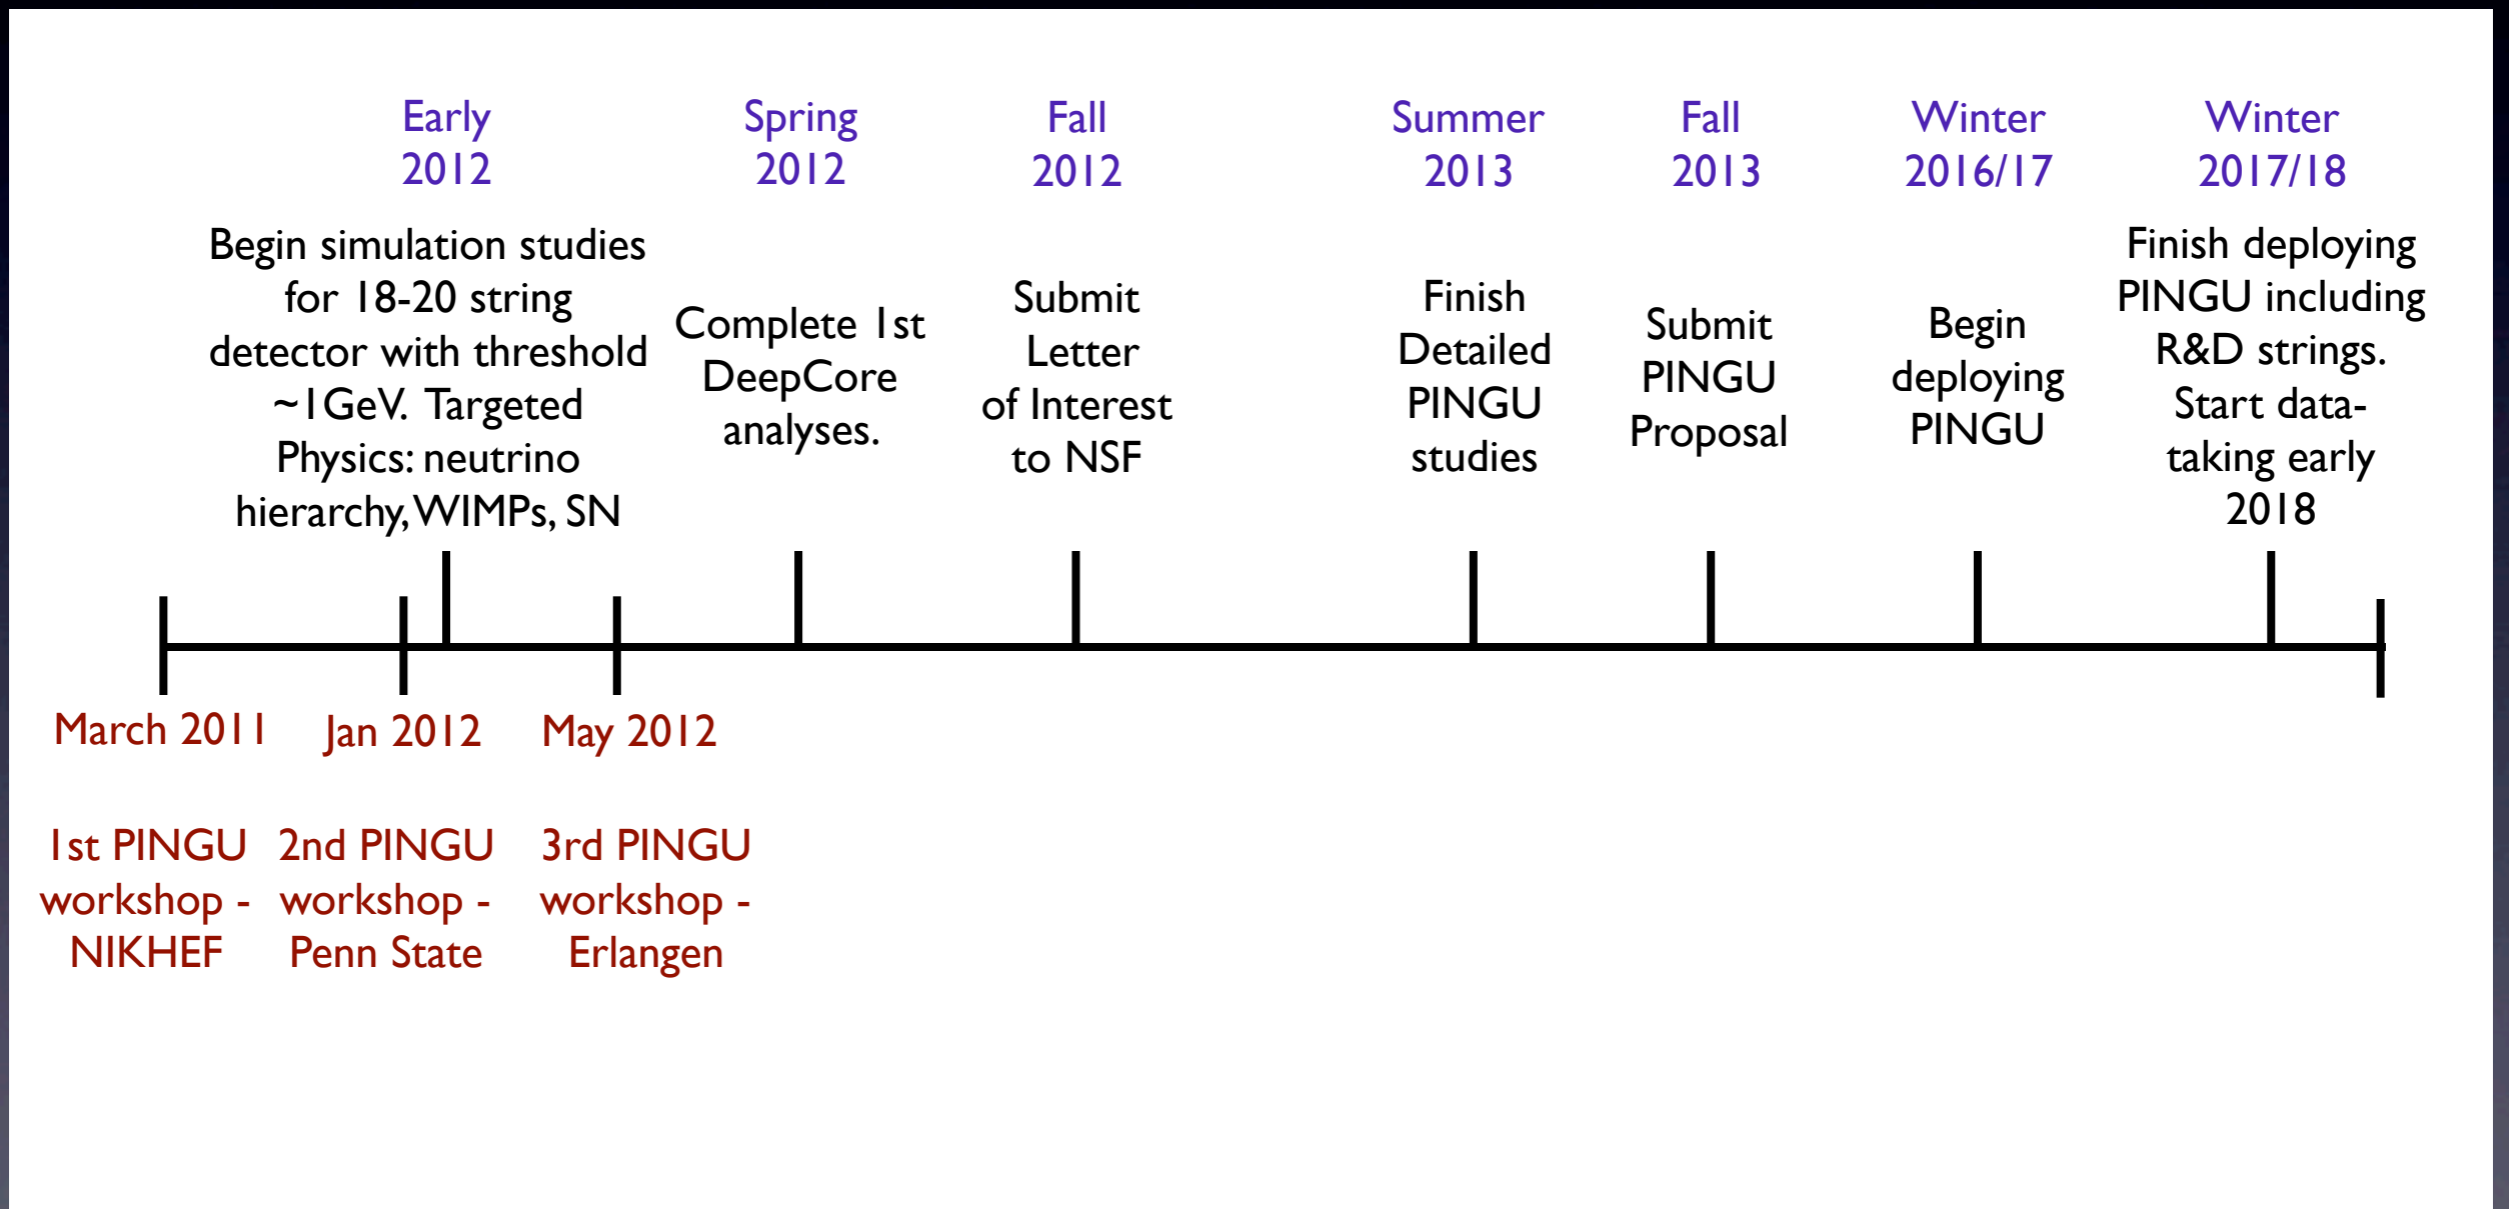 Early
2012
Begin simulation studies
for 18-20 string
detector with threshold
~1GeV. Targeted
Physics: neutrino
hierarchy, WIMPs, SN
Spring
2012
Complete 1st
DeepCore
analyses.
Fall
2012
Submit
Letter
of Interest
to NSF
Summer
2013
Finish
Detailed
PINGU
studies
Fall
2013
Submit
PINGU
Proposal
Winter
2016/17
Begin
deploying
PINGU
Winter
2017/18
Finish deploying
PINGU including
R&D strings.
Start data-
taking early
2018
March 2011
1st PINGU
workshop -
NIKHEF
Jan 2012
2nd PINGU
workshop -
Penn State
May 2012
3rd PINGU
workshop -
Erlangen